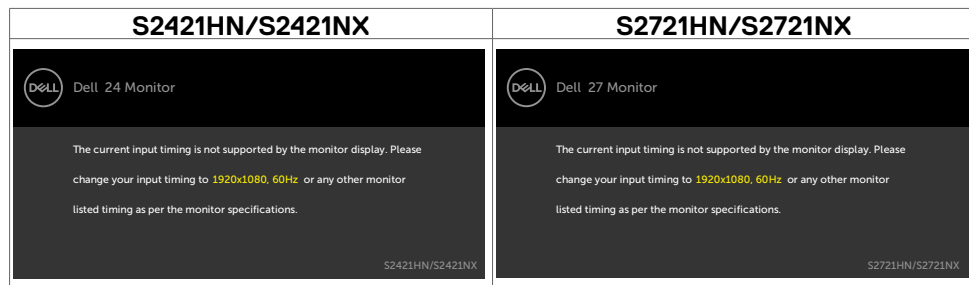 S2421HN/S2421NX
S2721HN/S2721NX
DELL
Dell 24 Monitor
The current input timing is not supported by the monitor display. Please
change your input timing to 1920x1080, 60Hz or any other monitor
listed timing as per the monitor specifications.
S2421HN/S2421NX
DELL
Dell 27 Monitor
The current input timing is not supported by the monitor display. Please
change your input timing to 1920x1080, 60Hz or any other monitor
listed timing as per the monitor specifications.
S2721HN/S2721NX